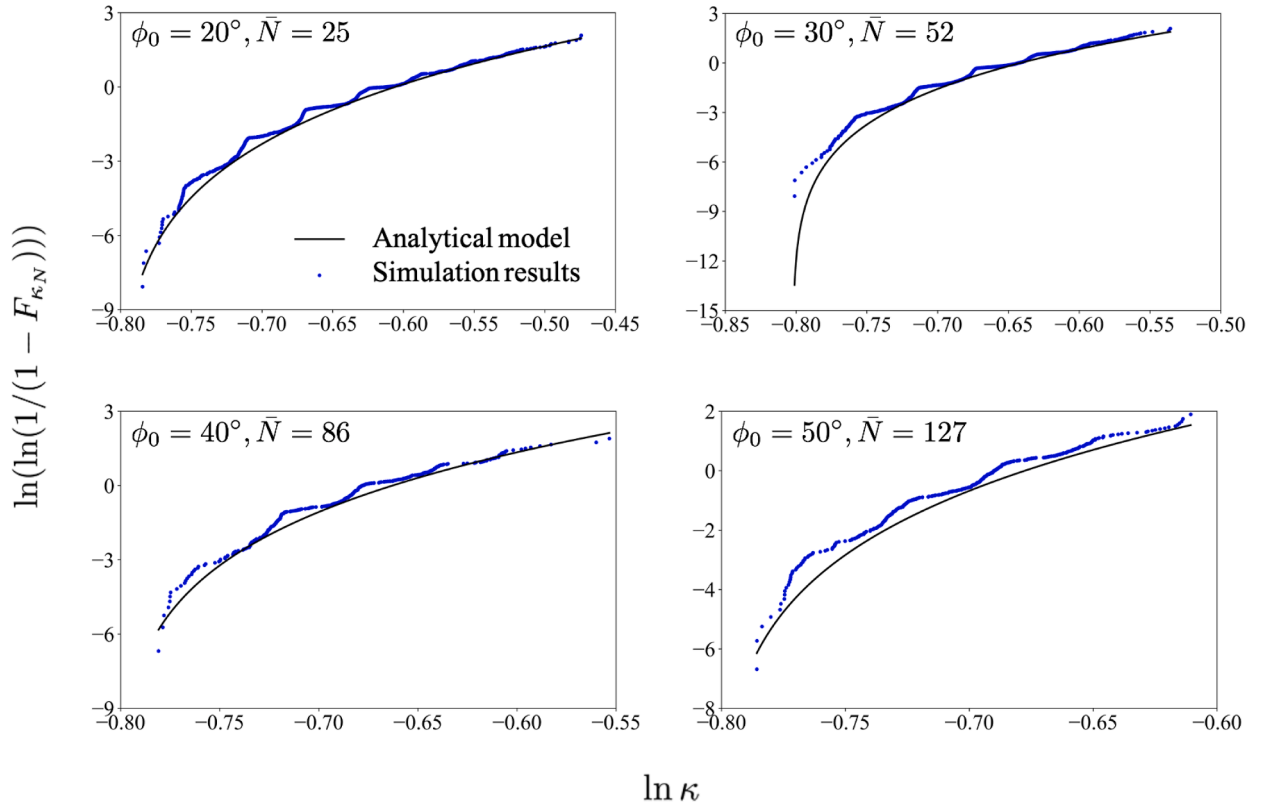 ϕ₀ = 20°, N̄ = 25
3
0
−3
−6
−9
−0.80 −0.75 −0.70 −0.65 −0.60 −0.55 −0.50 −0.45
Analytical model
Simulation results
ϕ₀ = 30°, N̄ = 52
3
0
−3
−6
−9
−12
−15
−0.85 −0.80 −0.75 −0.70 −0.65 −0.60 −0.55 −0.50
ln(ln(1/(1 − F_{κ_N})))
ϕ₀ = 40°, N̄ = 86
3
0
−3
−6
−9
−0.80 −0.75 −0.70 −0.65 −0.60 −0.55
ϕ₀ = 50°, N̄ = 127
2
0
−2
−4
−6
−8
−0.80 −0.75 −0.70 −0.65 −0.60
ln κ